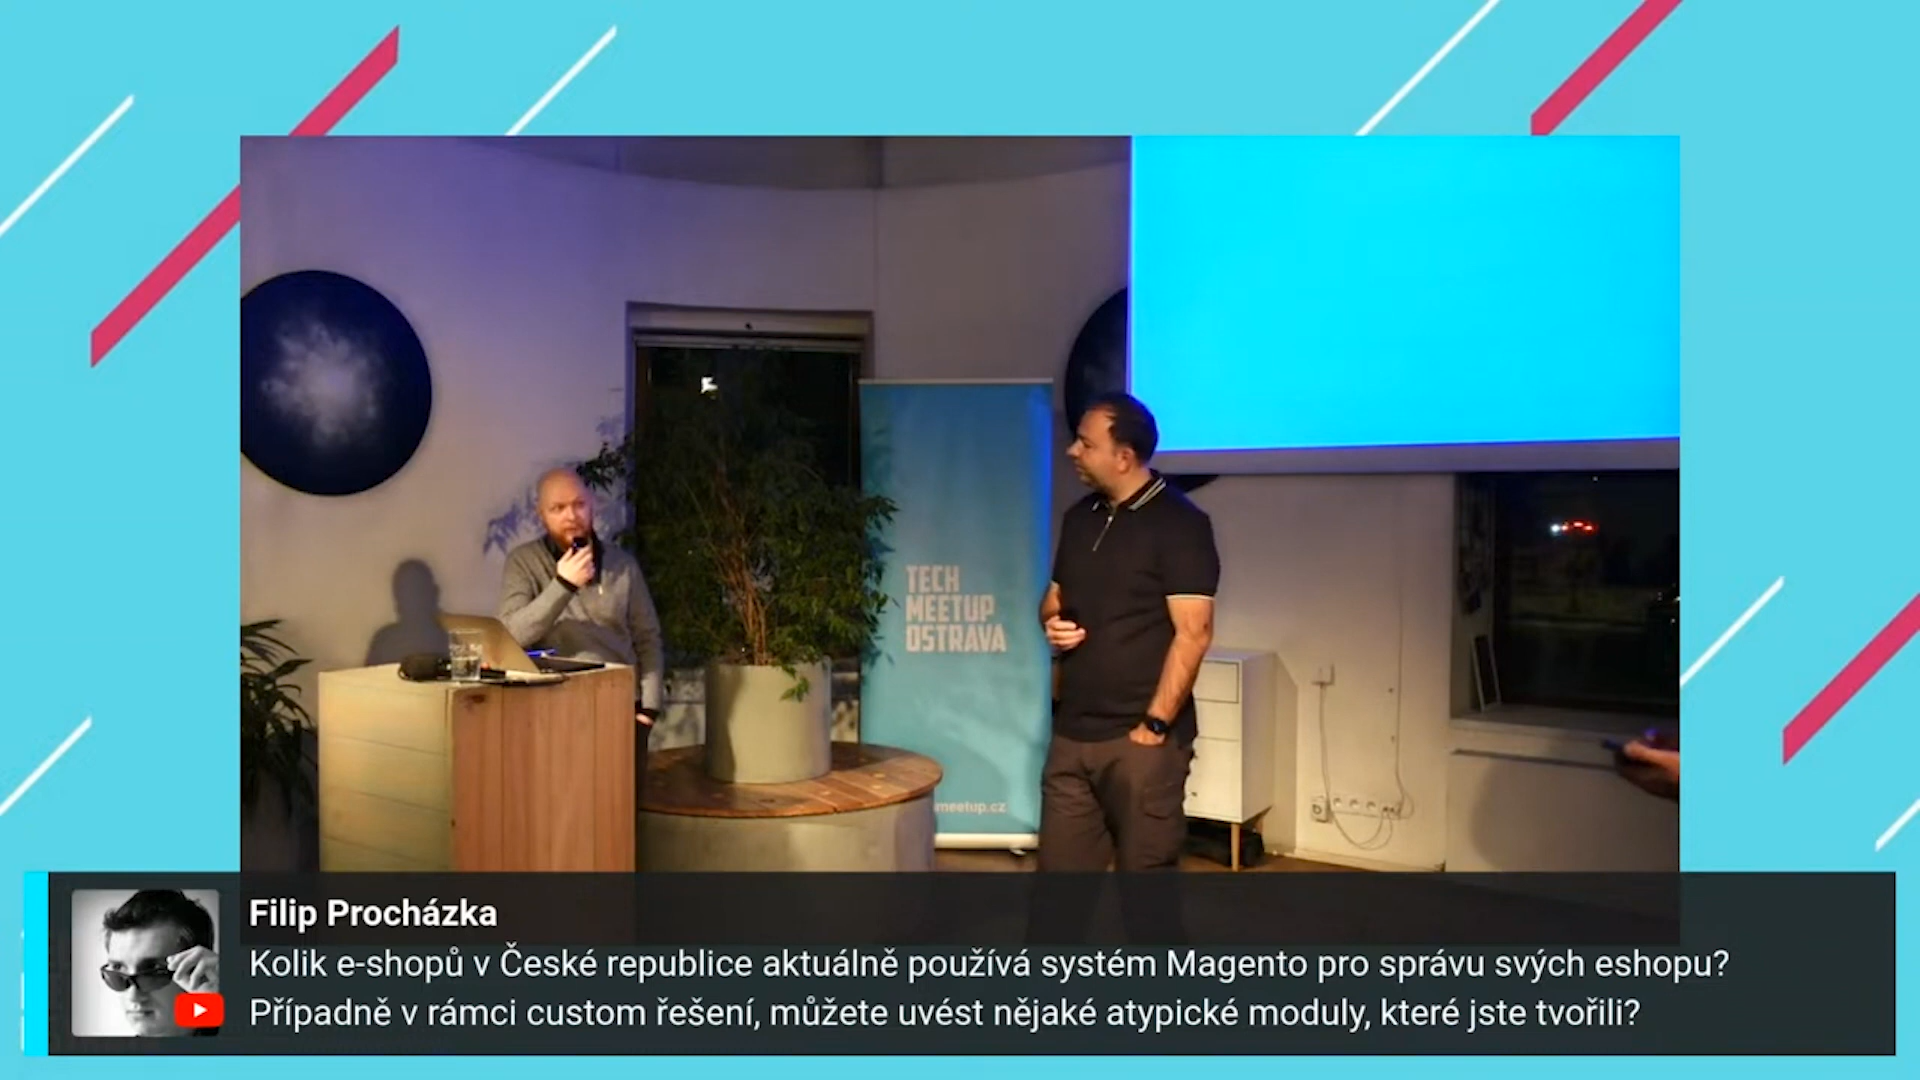 TECH
MEETUP
OSTRAVA
meetup.cz
Filip Procházka
Kolik e-shopů v České republice aktuálně používá systém Magento pro správu svých eshopu?
Případně v rámci custom řešení, můžete uvést nějaké atypické moduly, které jste tvořili?